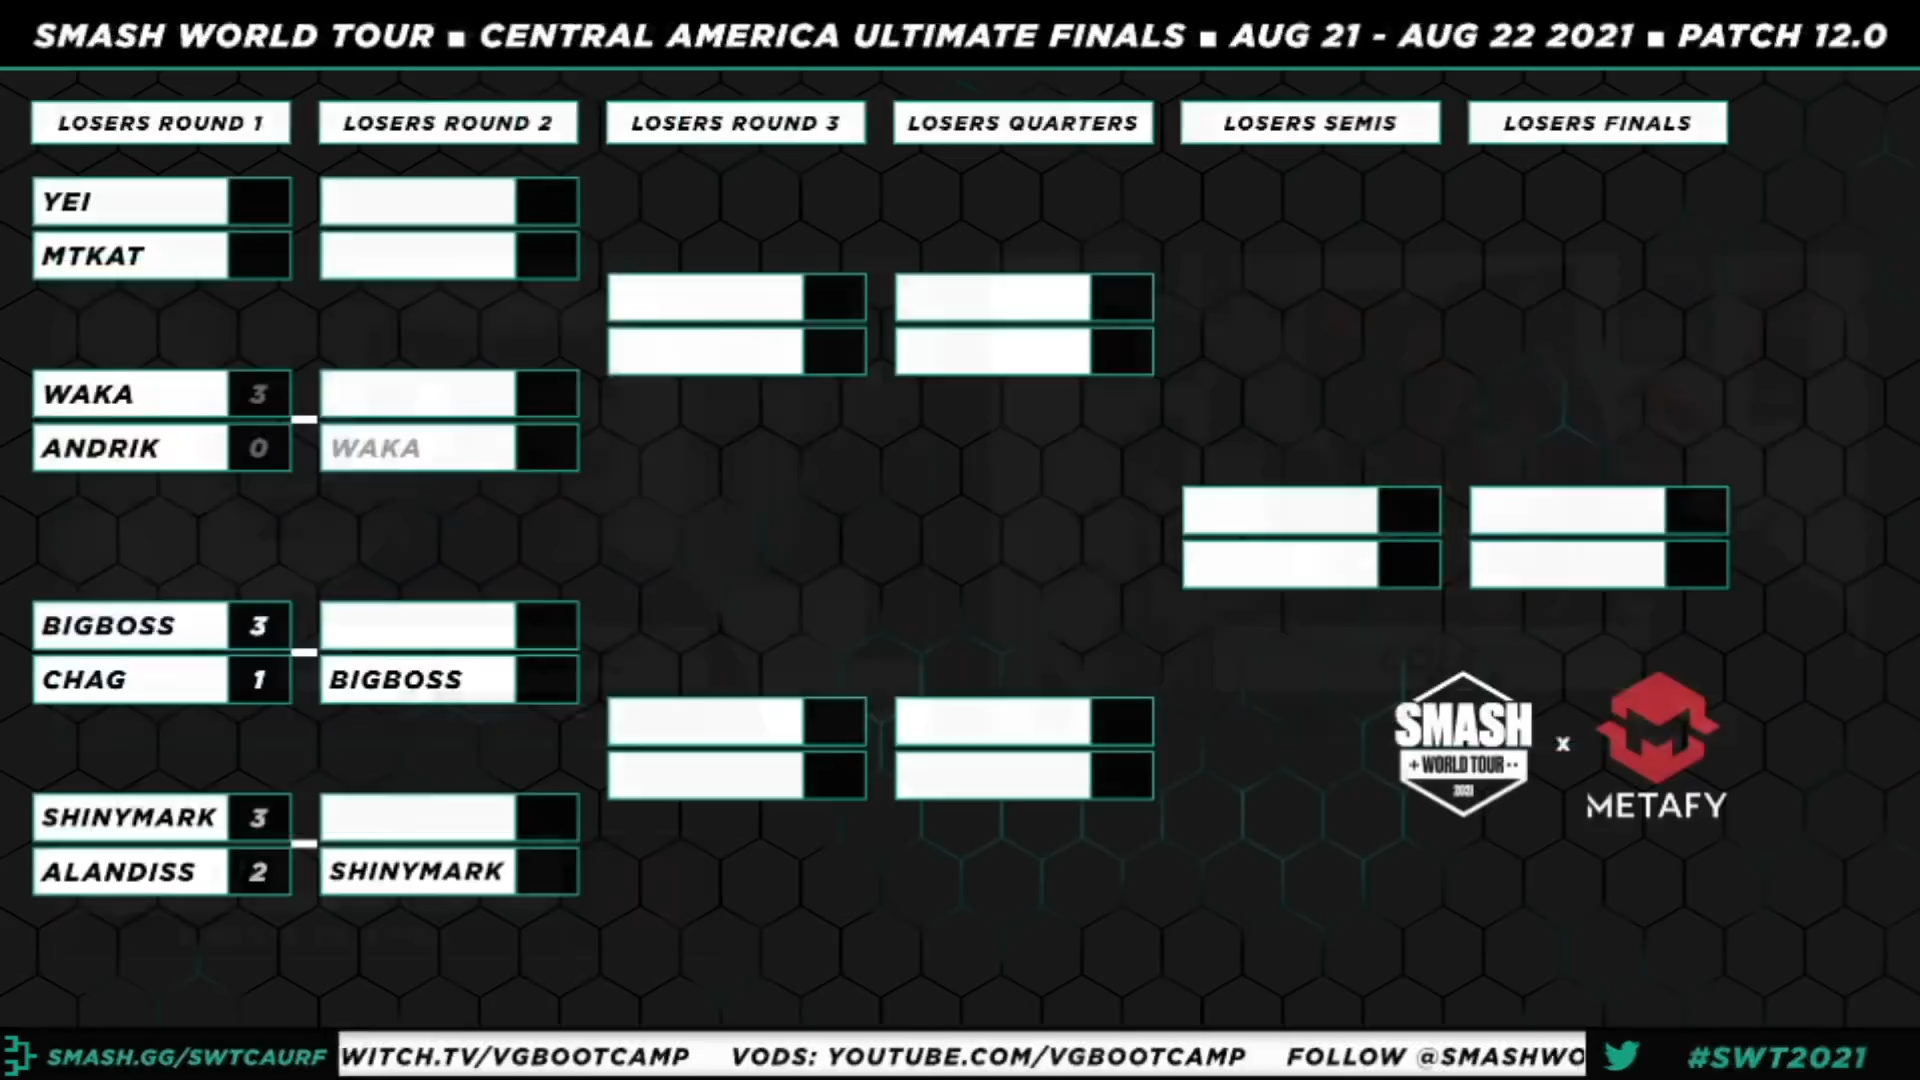 SMASH WORLD TOUR ■ CENTRAL AMERICA ULTIMATE FINALS ■ AUG 21 - AUG 22 2021 ■ PATCH 12.0
LOSERS ROUND 1
LOSERS ROUND 2
LOSERS ROUND 3
LOSERS QUARTERS
LOSERS SEMIS
LOSERS FINALS
YEI
MTKAT
WAKA 3
ANDRIK 0
WAKA
BIGBOSS 3
CHAG 1
BIGBOSS
SHINYMARK 3
ALANDISS 2
SHINYMARK
SMASH
WORLD TOUR
2021
x
METAFY
SMASH.GG/SWTCAURF
WITCH.TV/VGBOOTCAMP VODS: YOUTUBE.COM/VGBOOTCAMP FOLLOW @SMASHWO
#SWT2021